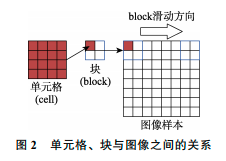 block滑动方向
单元格
(cell)
块
(block)
图像样本
图 2 单元格、块与图像之间的关系